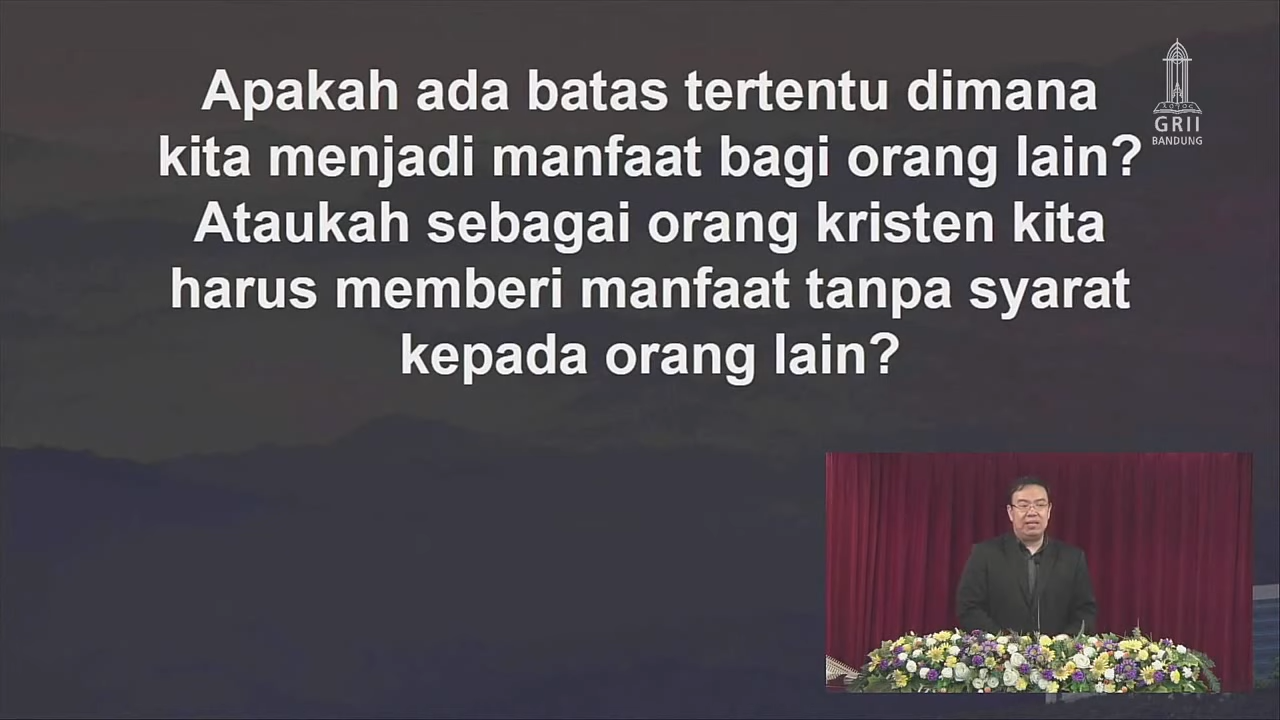 Apakah ada batas tertentu dimana
kita menjadi manfaat bagi orang lain?
Ataukah sebagai orang kristen kita
harus memberi manfaat tanpa syarat
kepada orang lain?
GRII
BANDUNG